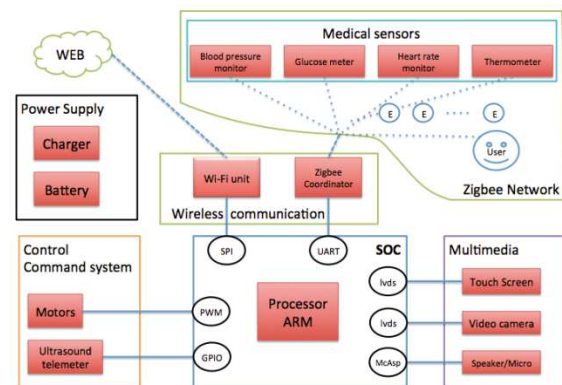 Medical sensors
Blood pressure
monitor
Glucose meter
Heart rate
monitor
Thermometer
WEB
E
E
E
User
Zigbee Network
Power Supply
Charger
Battery
Wi-Fi unit
Zigbee
Coordinator
Wireless communication
Control
Command system
Motors
Ultrasound
telemeter
SPI
UART
SOC
PWM
GPIO
Processor
ARM
lvds
lvds
McAsp
Multimedia
Touch Screen
Video camera
Speaker/Micro